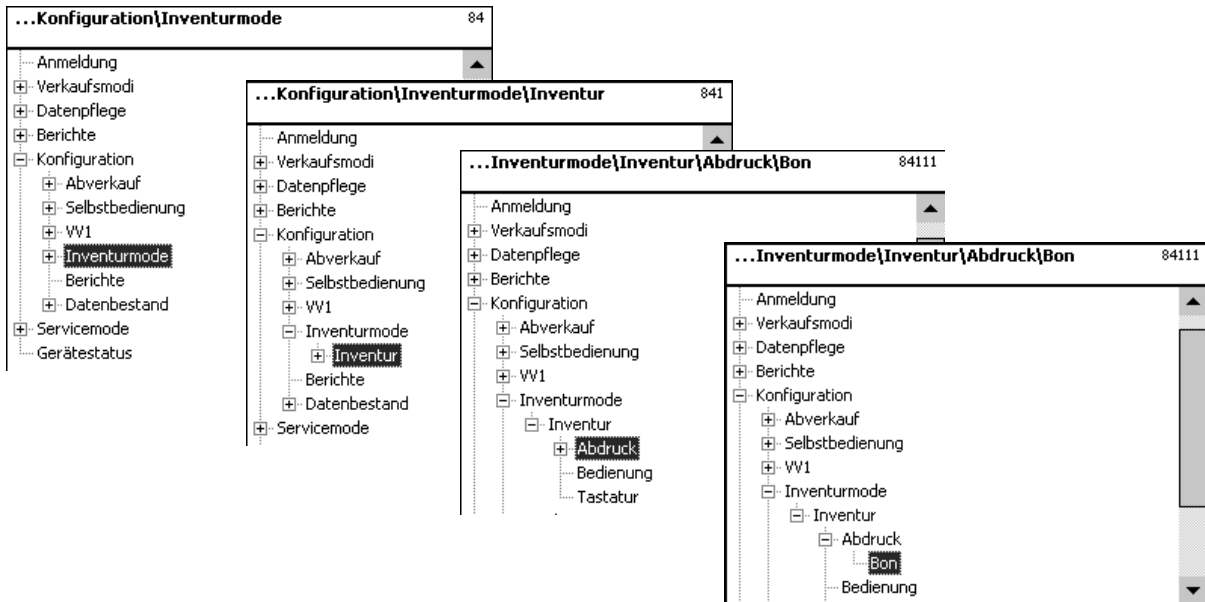 ...Konfiguration\Inventurmode 84
Anmeldung
Verkaufsmodi
Datenpflege
Berichte
Konfiguration
Abverkauf
Selbstbedienung
VV1
Inventurmode
Berichte
Datenbestand
Servicemode
Gerätestatus
...Konfiguration\Inventurmode\Inventur 841
Anmeldung
Verkaufsmodi
Datenpflege
Berichte
Konfiguration
Abverkauf
Selbstbedienung
VV1
Inventurmode
Inventur
Berichte
Datenbestand
Servicemode
...Inventurmode\Inventur\Abdruck\Bon 84111
Anmeldung
Verkaufsmodi
Datenpflege
Berichte
Konfiguration
Abverkauf
Selbstbedienung
VV1
Inventurmode
Inventur
Abdruck
Bedienung
Tastatur
...Inventurmode\Inventur\Abdruck\Bon 84111
Anmeldung
Verkaufsmodi
Datenpflege
Berichte
Konfiguration
Abverkauf
Selbstbedienung
VV1
Inventurmode
Inventur
Abdruck
Bon
Bedienung